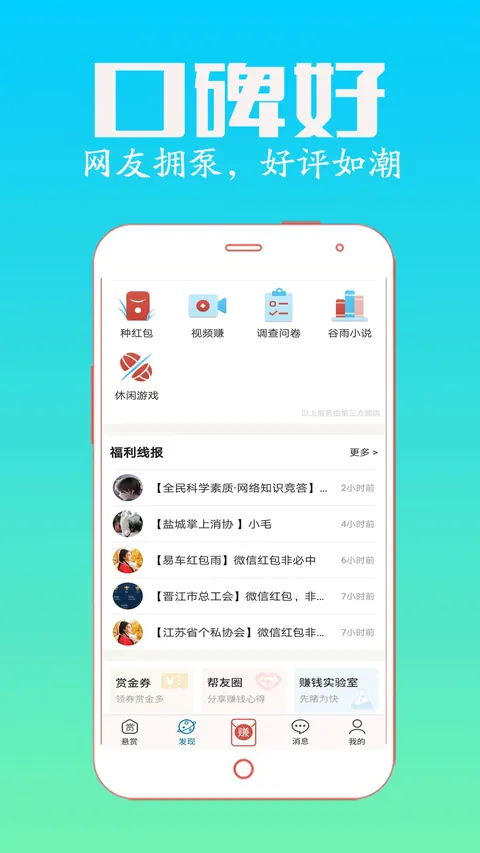 口碑好
网友拥泵，好评如潮
种红包 视频赚 调查问卷 谷雨小说
休闲游戏
以上服务由第三方提供
福利线报 更多 >
【全民科学素质·网络知识竞答】... 2小时前
【盐城掌上消协 】小毛 4小时前
【易车红包雨】微信红包非必中 6小时前
【晋江市总工会】微信红包，非... 7小时前
【江苏省个私协会】微信红包非... 7小时前
赏金券 帮友圈 赚钱实验室
领券赏金多 分享赚钱心得 先睹为快
赏 赚
悬赏 发现 消息 我的